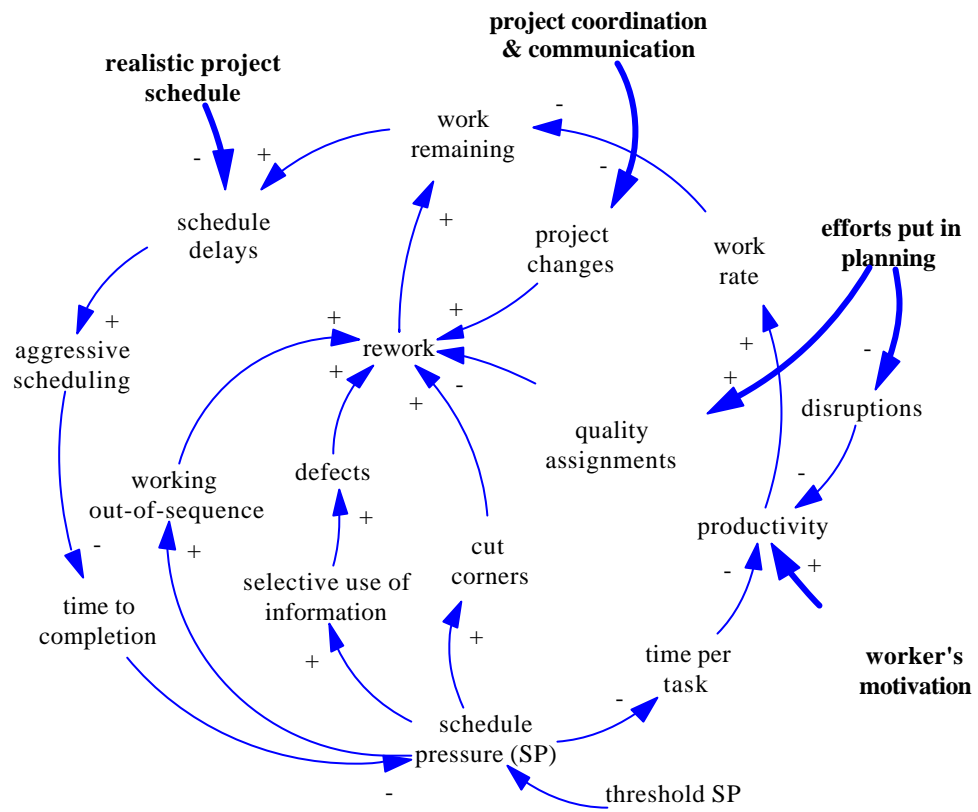 project coordination
& communication
realistic project
schedule
-
work
remaining
-
+
-
+
schedule
delays
project
changes
work
rate
efforts put in
planning
+
aggressive
scheduling
+
+
rework
+
-
+
+
+
-
disruptions
quality
assignments
working
out-of-sequence
defects
-
productivity
+
-
+
cut
corners
-
+
selective use of
information
time to
completion
+
+
time per
task
worker's
motivation
-
schedule
pressure (SP)
-
threshold SP